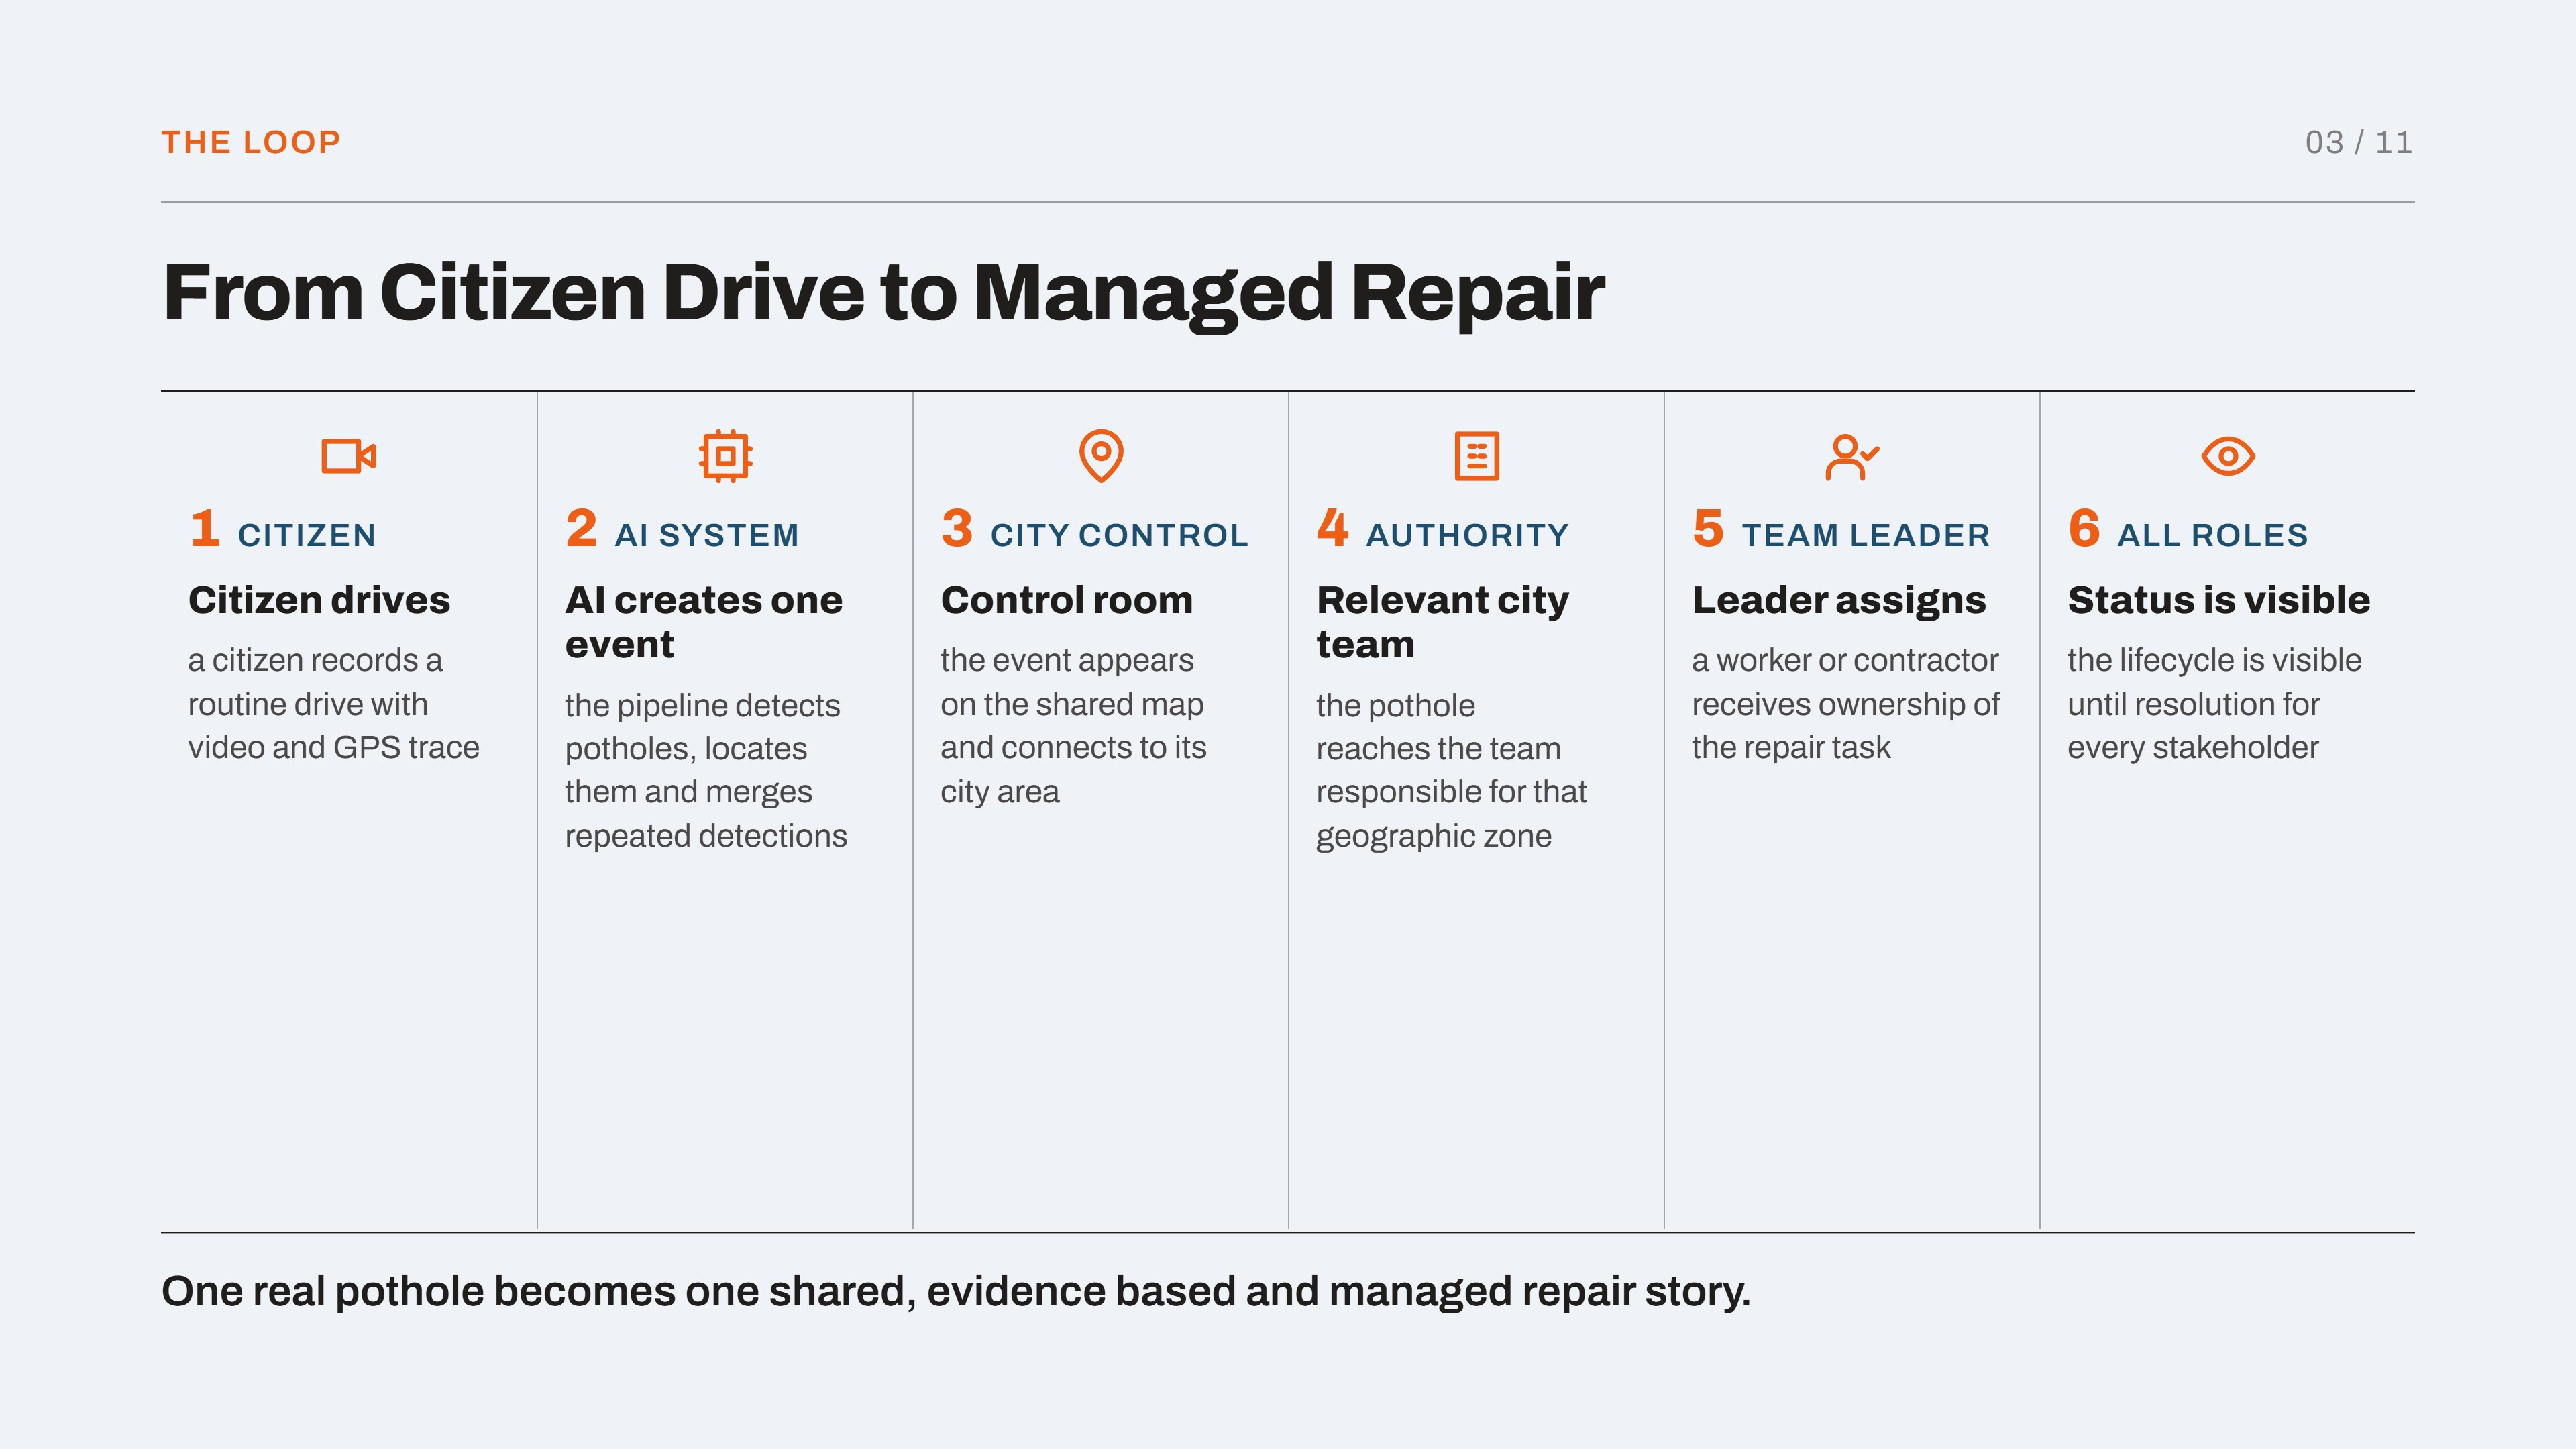 THE LOOP
03 / 11
From Citizen Drive to Managed Repair
1 CITIZEN
Citizen drives
a citizen records a
routine drive with
video and GPS trace
2 AI SYSTEM
AI creates one
event
the pipeline detects
potholes, locates
them and merges
repeated detections
3 CITY CONTROL
Control room
the event appears
on the shared map
and connects to its
city area
4 AUTHORITY
Relevant city
team
the pothole
reaches the team
responsible for that
geographic zone
5 TEAM LEADER
Leader assigns
a worker or contractor
receives ownership of
the repair task
6 ALL ROLES
Status is visible
the lifecycle is visible
until resolution for
every stakeholder
One real pothole becomes one shared, evidence based and managed repair story.